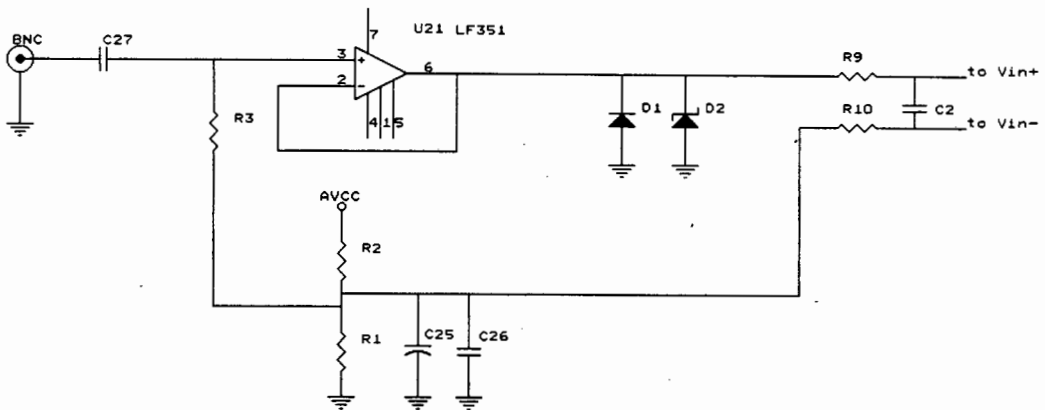 U21 LF351
BNC
C27
7
3
+
2
-
6
4
1
5
R3
D1
D2
R9
to Vin+
R10
C2
to Vin-
AVCC
R2
R1
C25
C26